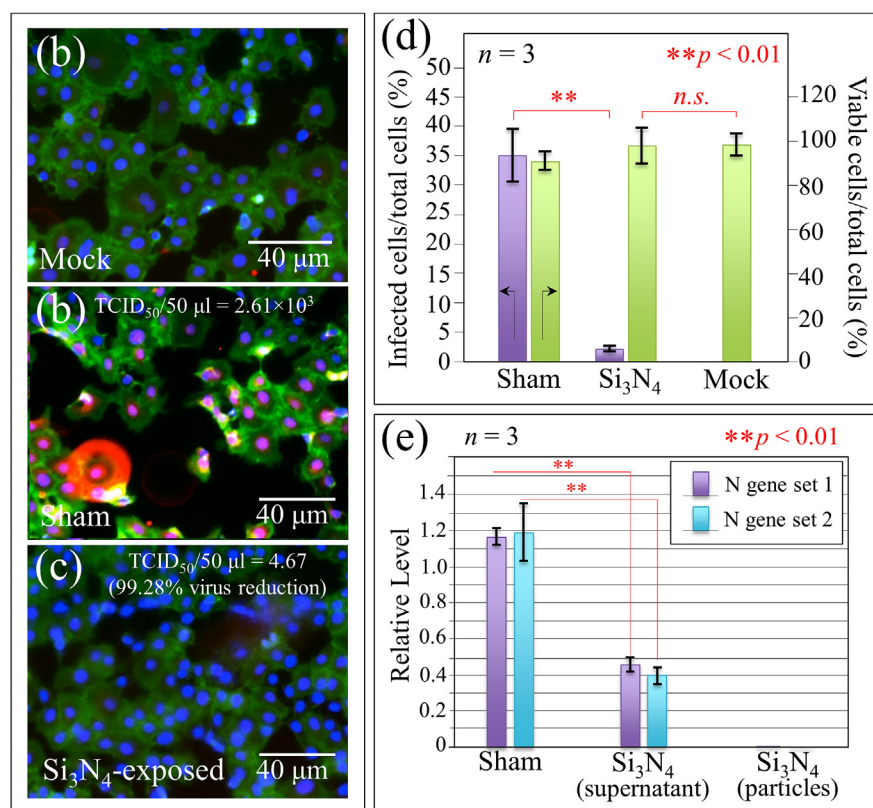 (b)
Mock
40 μm
(b)
TCID50/50 μl = 2.61×10³
Sham
40 μm
(c)
TCID50/50 μl = 4.67
(99.28% virus reduction)
Si3N4-exposed
40 μm
(d)
n = 3
**p < 0.01
Infected cells/total cells (%)
50
45
40
35
30
25
20
15
10
5
0
**
n.s.
120
100
80
60
40
20
0
Viable cells/total cells (%)
Sham
Si3N4
Mock
(e)
n = 3
**p < 0.01
**
**
N gene set 1
N gene set 2
Relative Level
1.4
1.2
1.0
0.8
0.6
0.4
0.2
0
Sham
Si3N4
(supernatant)
Si3N4
(particles)